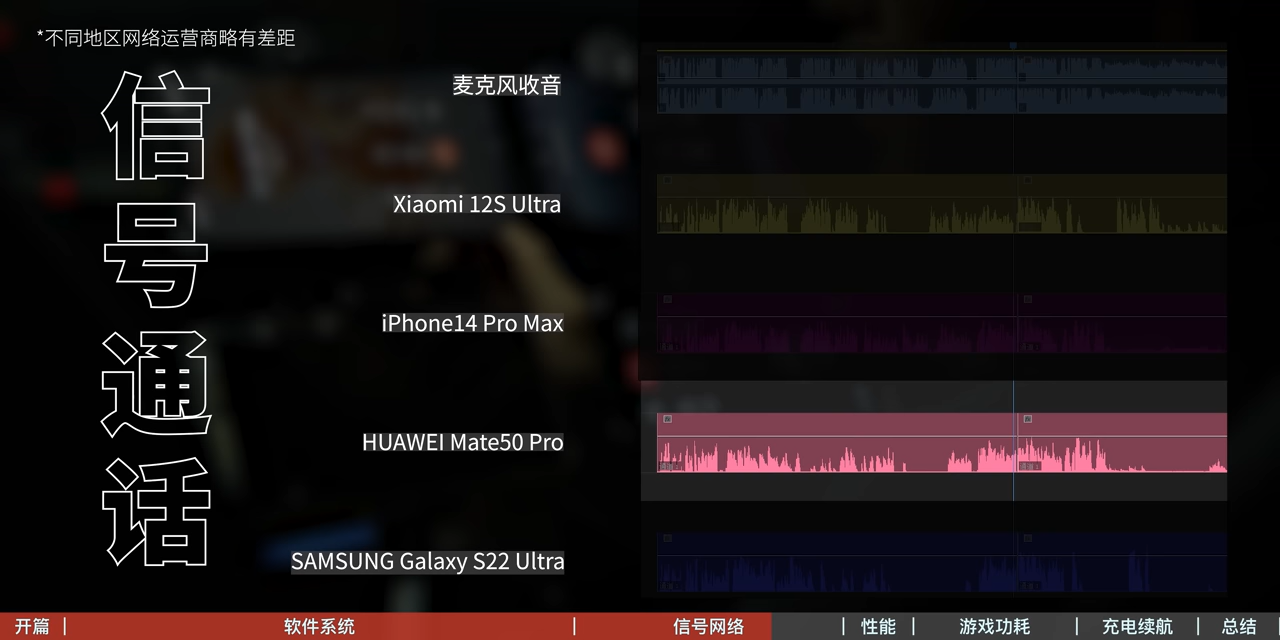 *不同地区网络运营商略有差距
信号通话
麦克风收音
Xiaomi 12S Ultra
iPhone14 Pro Max
HUAWEI Mate50 Pro
SAMSUNG Galaxy S22 Ultra
开篇 | 软件系统 | 信号网络 | 性能 | 游戏功耗 | 充电续航 | 总结